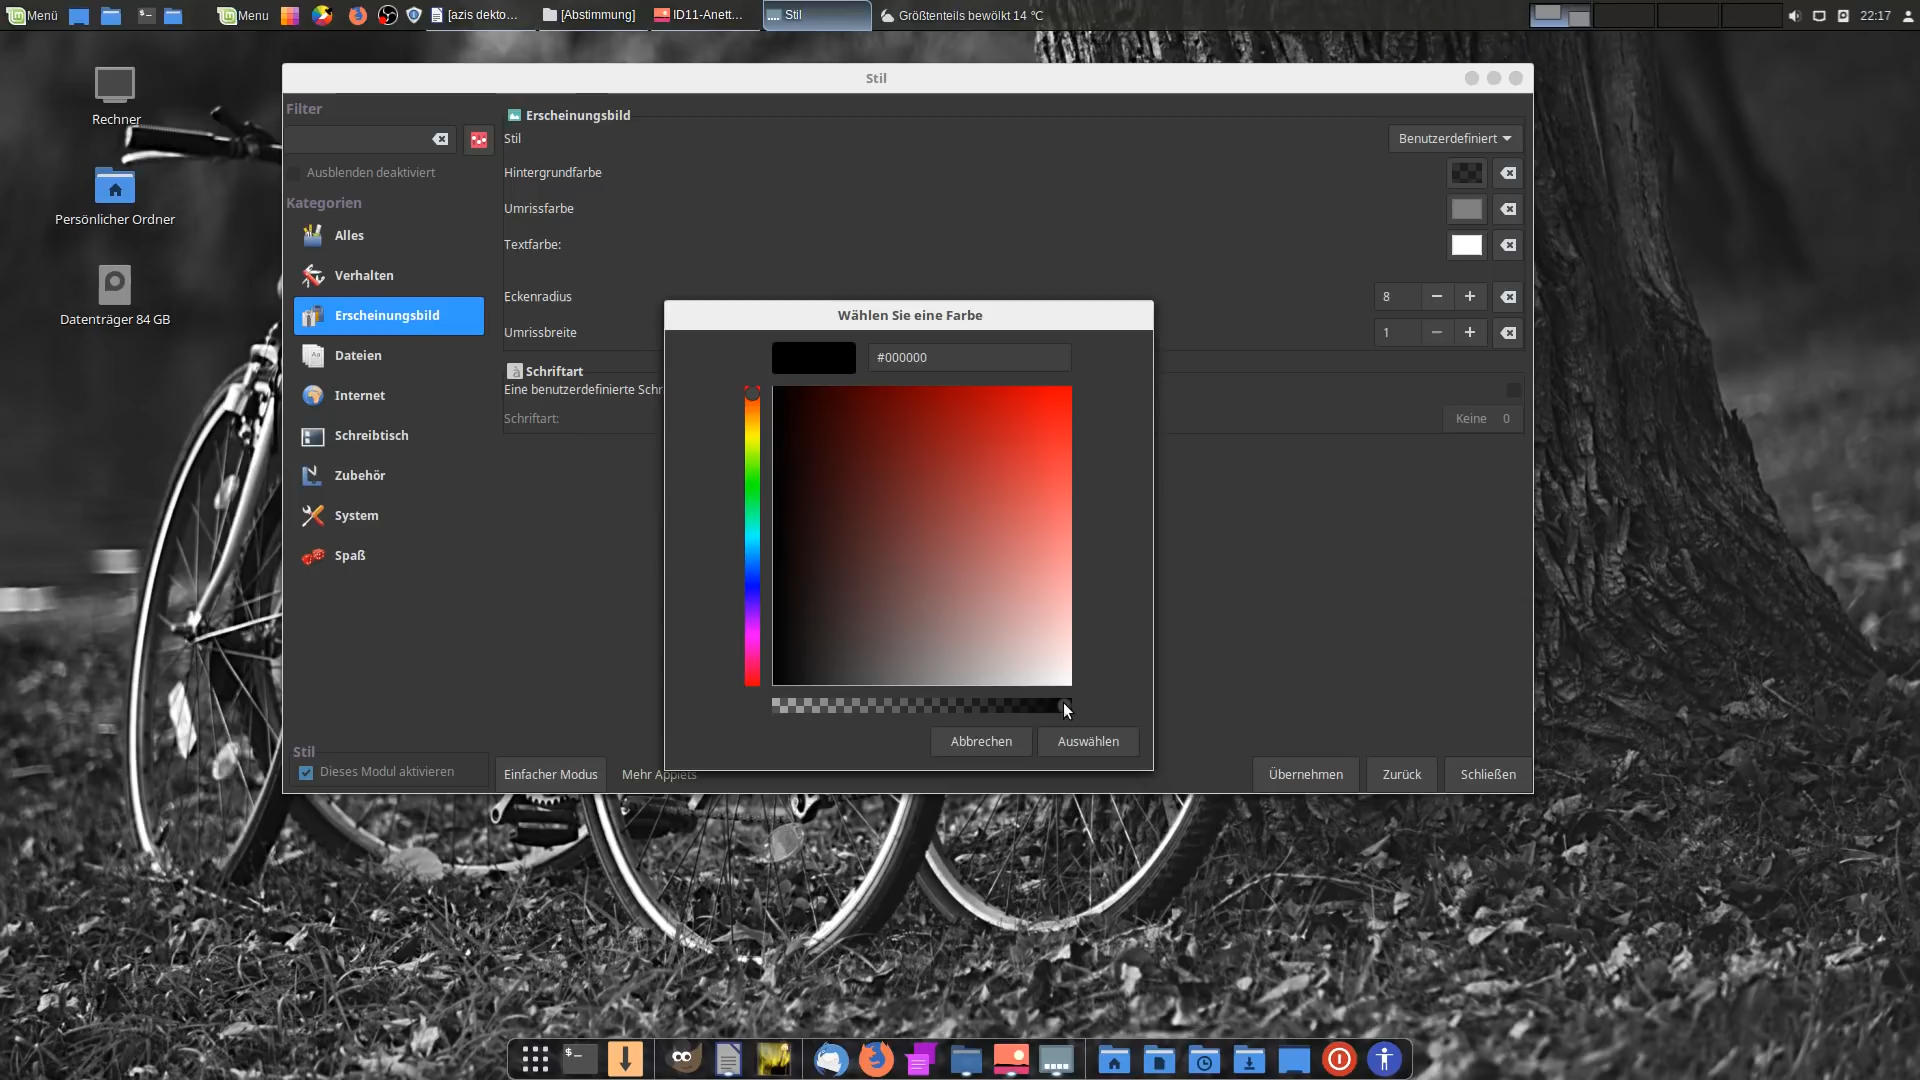 Menü
Menu
[azis dekto...
[Abstimmung]
ID11-Anett...
Stil
Größtenteils bewölkt 14 °C
22:17
Rechner
Persönlicher Ordner
Datenträger 84 GB
Stil
Filter
Ausblenden deaktiviert
Kategorien
Alles
Verhalten
Erscheinungsbild
Dateien
Internet
Schreibtisch
Zubehör
System
Spaß
Stil
Dieses Modul aktivieren
Erscheinungsbild
Stil
Benutzerdefiniert
Hintergrundfarbe
Umrissfarbe
Textfarbe:
Eckenradius
8
Umrissbreite
1
Schriftart
Eine benutzerdefinierte Schr
Schriftart:
Keine 0
Wählen Sie eine Farbe
#000000
Abbrechen
Auswählen
Einfacher Modus
Mehr Applets
Übernehmen
Zurück
Schließen